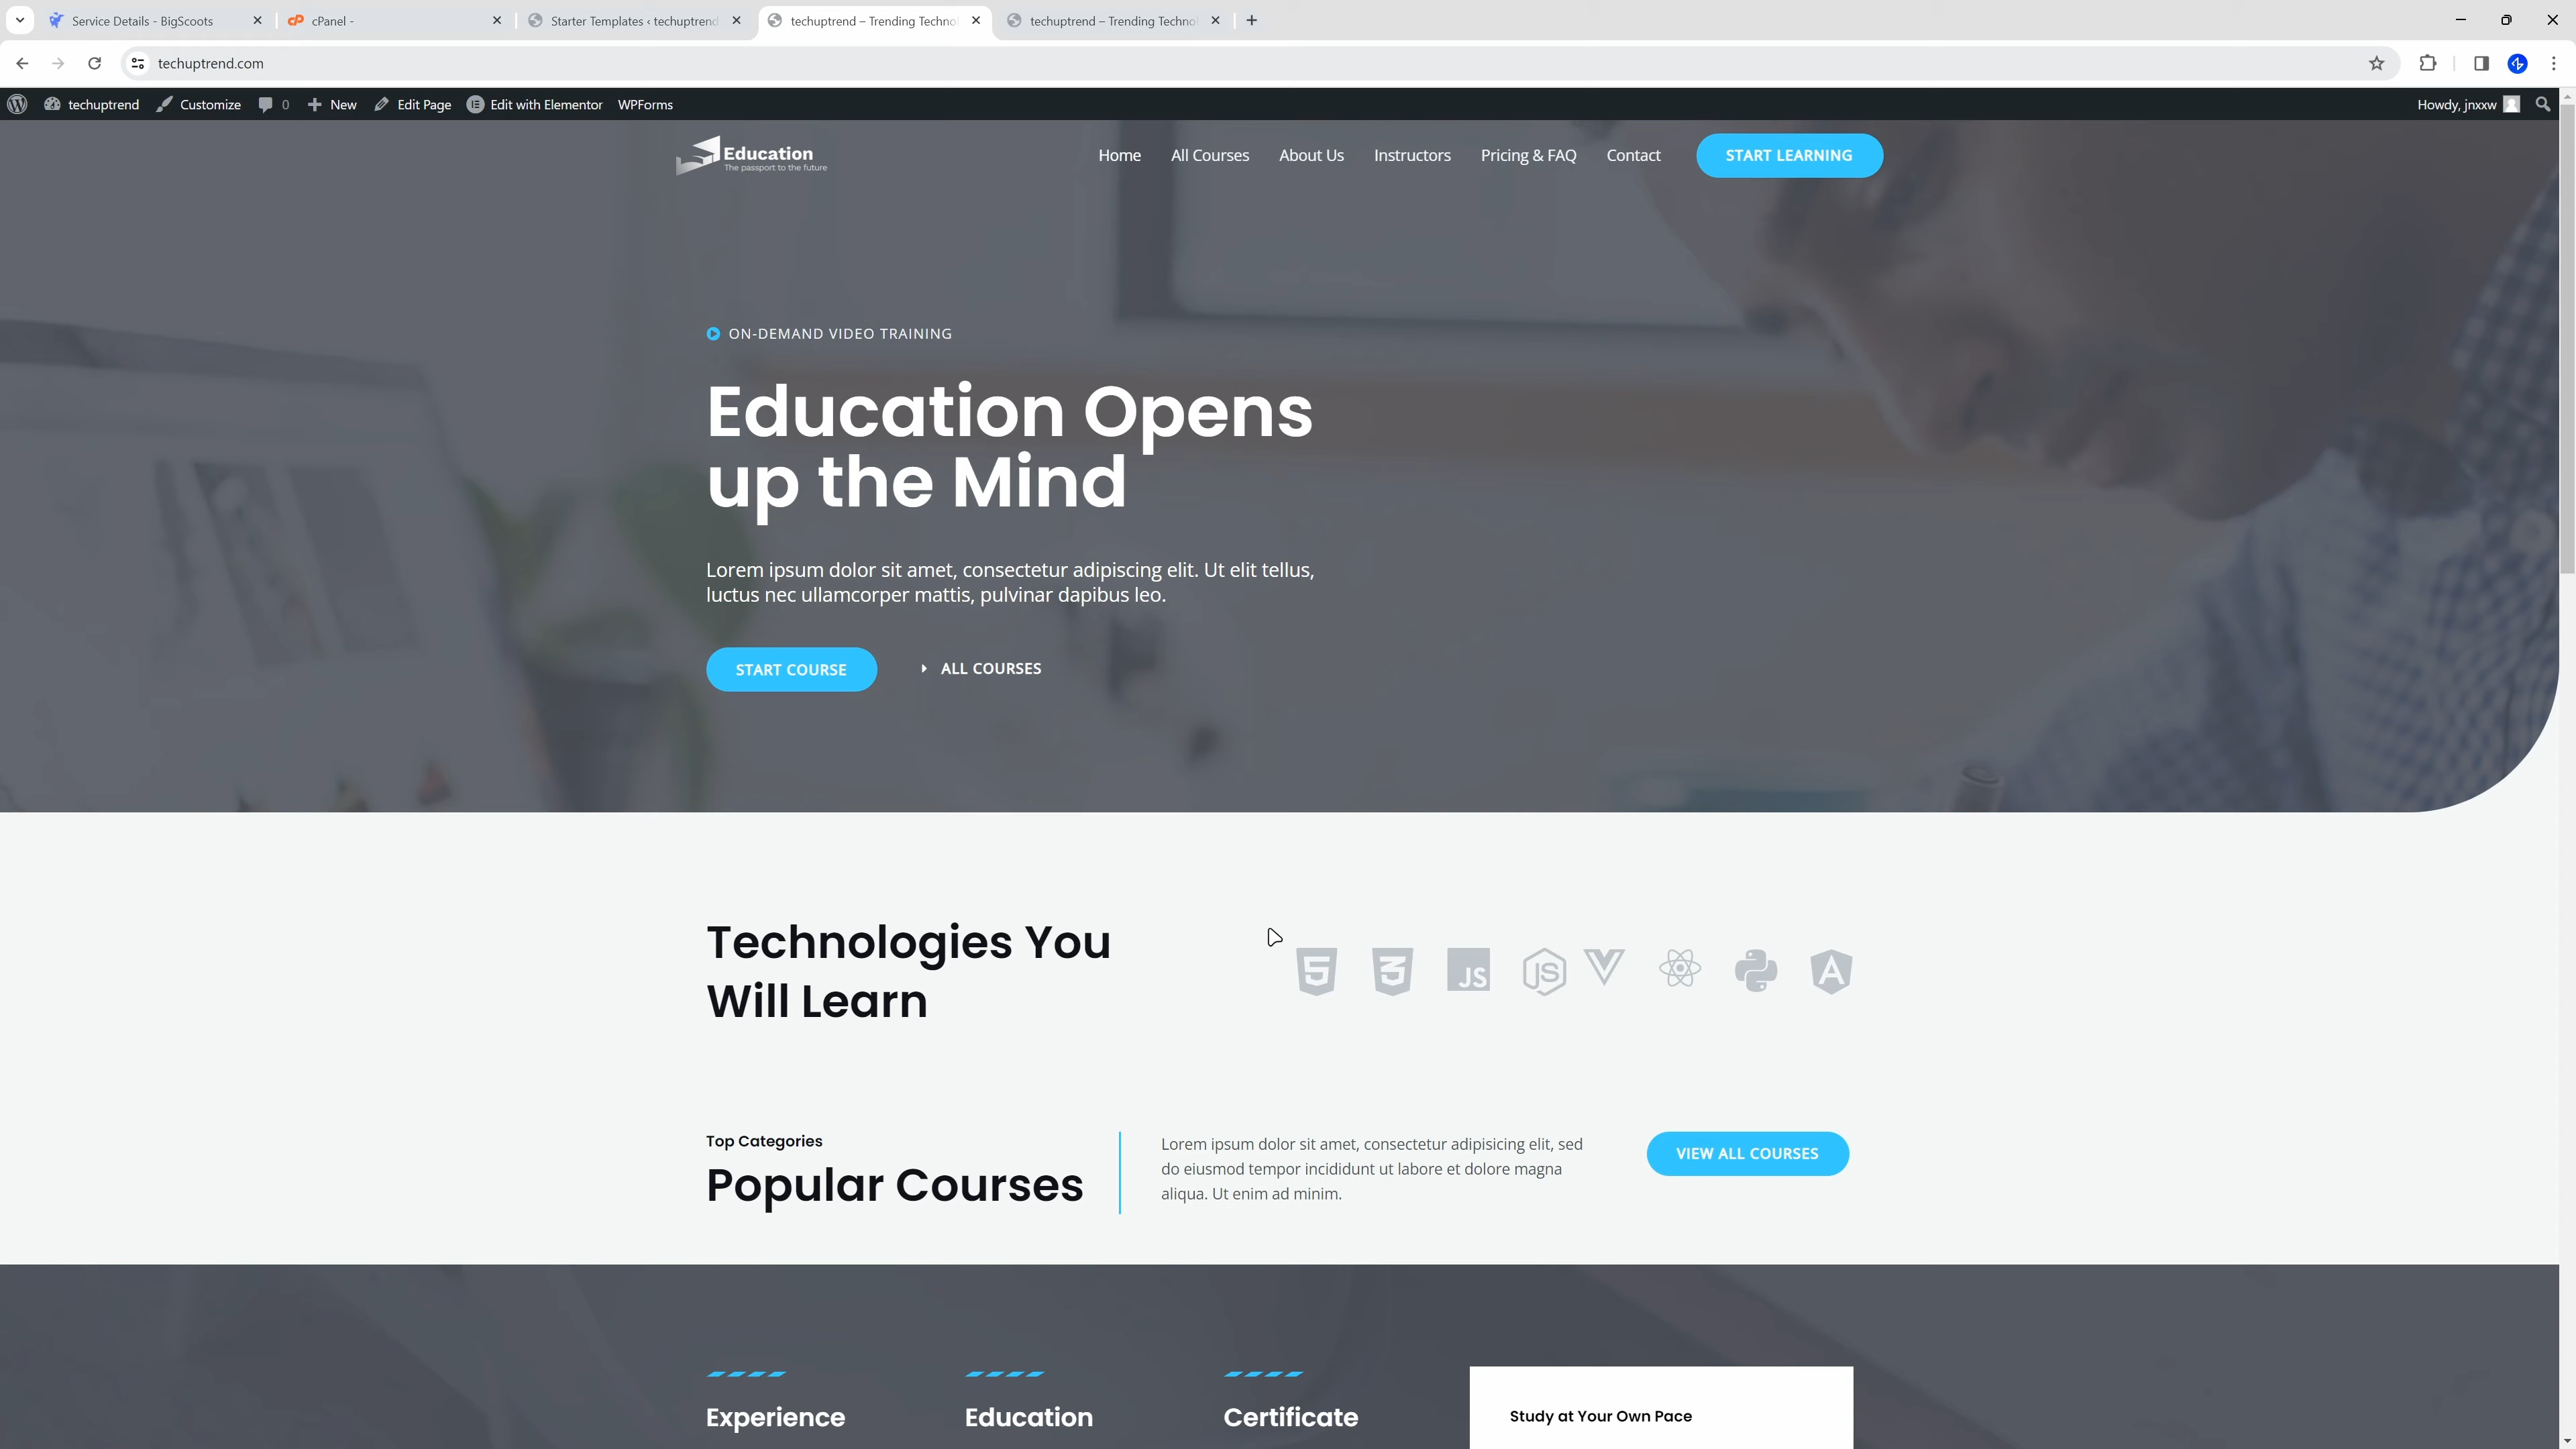 Service Details - BigScoots
cPanel -
Starter Templates ‹ techuptrend
techuptrend – Trending Technol
techuptrend – Trending Technol
techuptrend.com
techuptrend
Customize
0
New
Edit Page
Edit with Elementor
WPForms
Howdy, jnxxw
Education
The passport to the future
Home
All Courses
About Us
Instructors
Pricing & FAQ
Contact
START LEARNING
ON-DEMAND VIDEO TRAINING
Education Opens
up the Mind
Lorem ipsum dolor sit amet, consectetur adipiscing elit. Ut elit tellus,
luctus nec ullamcorper mattis, pulvinar dapibus leo.
START COURSE
ALL COURSES
Technologies You
Will Learn
5
3
JS
JS
A
Top Categories
Popular Courses
Lorem ipsum dolor sit amet, consectetur adipisicing elit, sed
do eiusmod tempor incididunt ut labore et dolore magna
aliqua. Ut enim ad minim.
VIEW ALL COURSES
Experience
Education
Certificate
Study at Your Own Pace